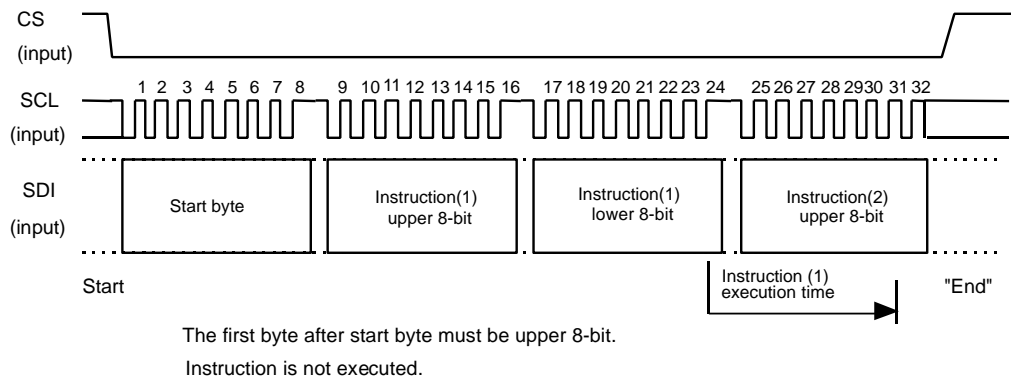 CS
(input)
1 2 3 4 5 6 7 8 9 10 11 12 13 14 15 16 17 18 19 20 21 22 23 24 25 26 27 28 29 30 31 32
SCL
(input)
SDI
(input)
Start byte
Instruction(1)
upper 8-bit
Instruction(1)
lower 8-bit
Instruction(2)
upper 8-bit
Start
Instruction (1)
execution time
"End"
The first byte after start byte must be upper 8-bit.
Instruction is not executed.